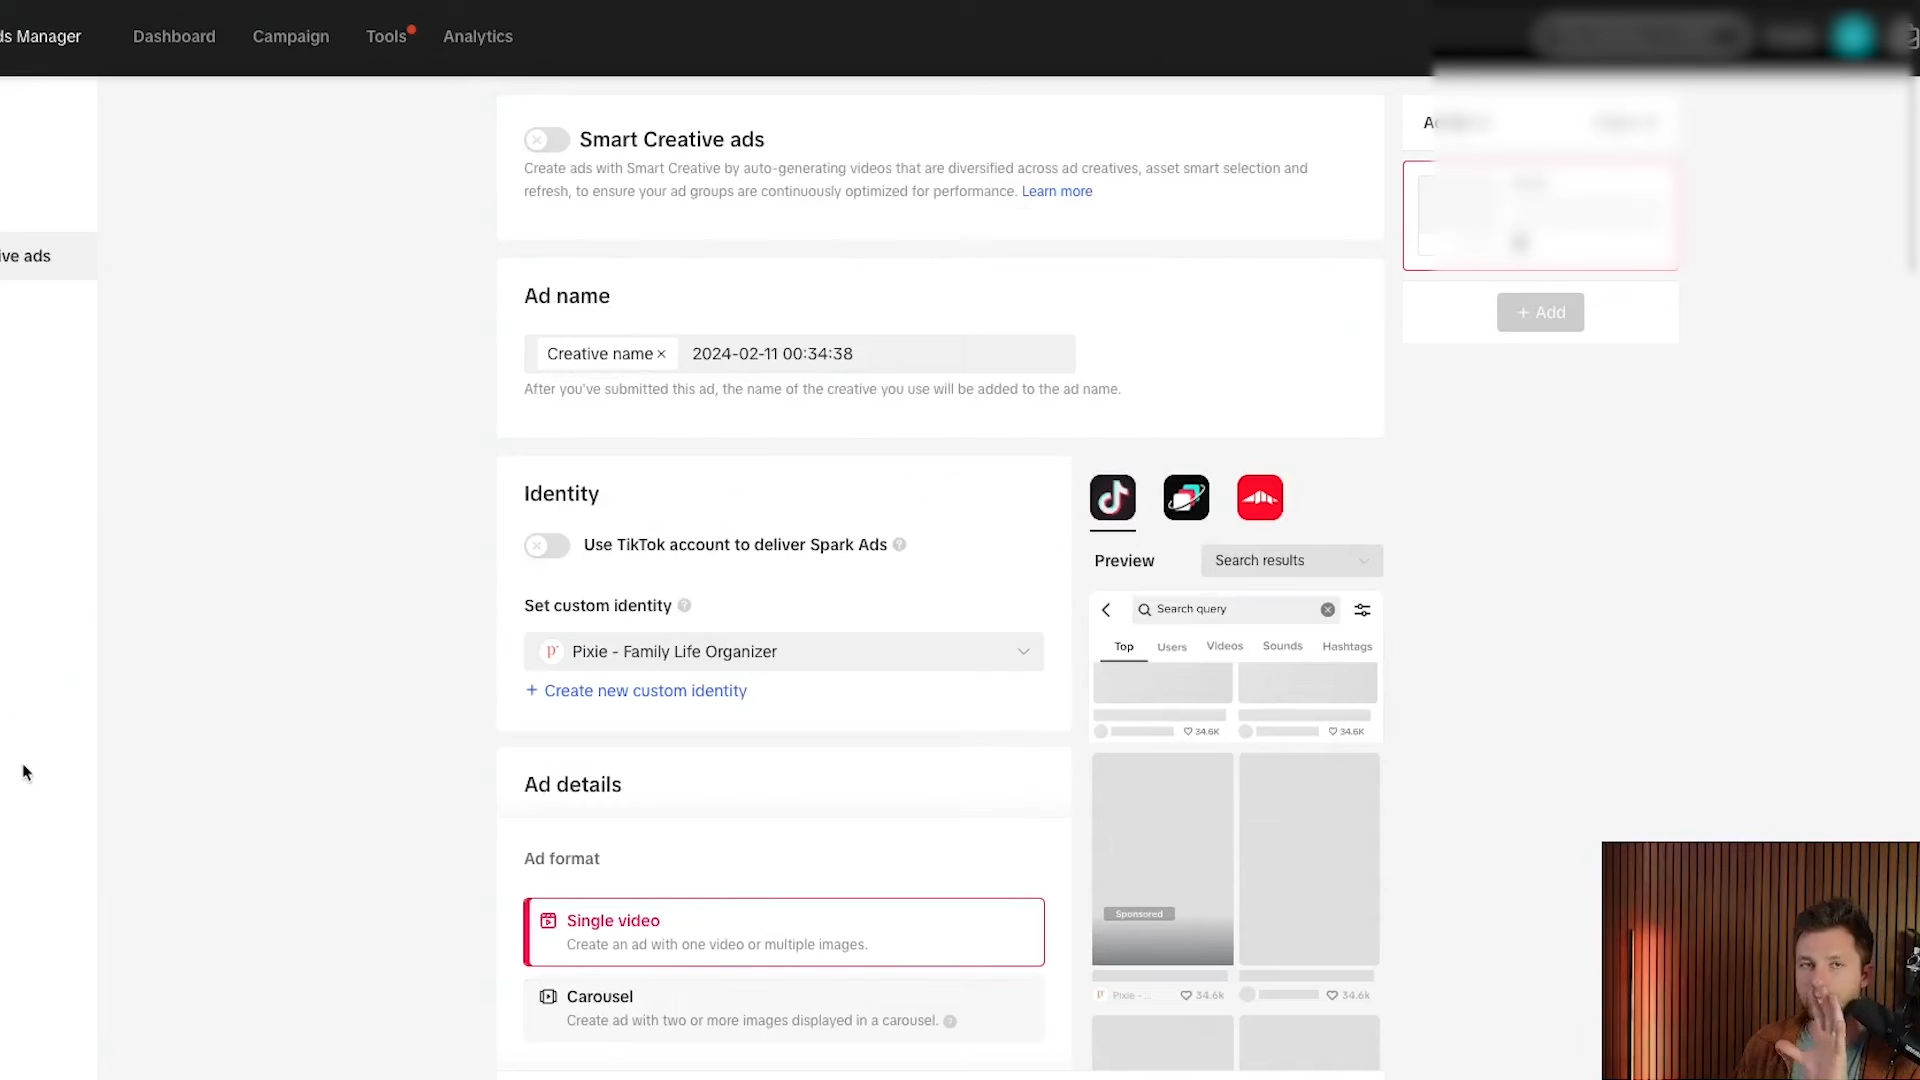 ds Manager
Dashboard
Campaign
Tools
Analytics
ive ads
Smart Creative ads
Create ads with Smart Creative by auto-generating videos that are diversified across ad creatives, asset smart selection and
refresh, to ensure your ad groups are continuously optimized for performance. Learn more
+ Add
Ad name
Creative name × 2024-02-11 00:34:38
After you've submitted this ad, the name of the creative you use will be added to the ad name.
Identity
Use TikTok account to deliver Spark Ads ?
Set custom identity ?
P Pixie - Family Life Organizer
+ Create new custom identity
Ad details
Ad format
Single video
Create an ad with one video or multiple images.
Carousel
Create ad with two or more images displayed in a carousel. ?
Preview
Search results
Search query
Top
Users
Videos
Sounds
Hashtags
34.6K
34.6K
Sponsored
P Pixie - ...
34.6k
34.6k